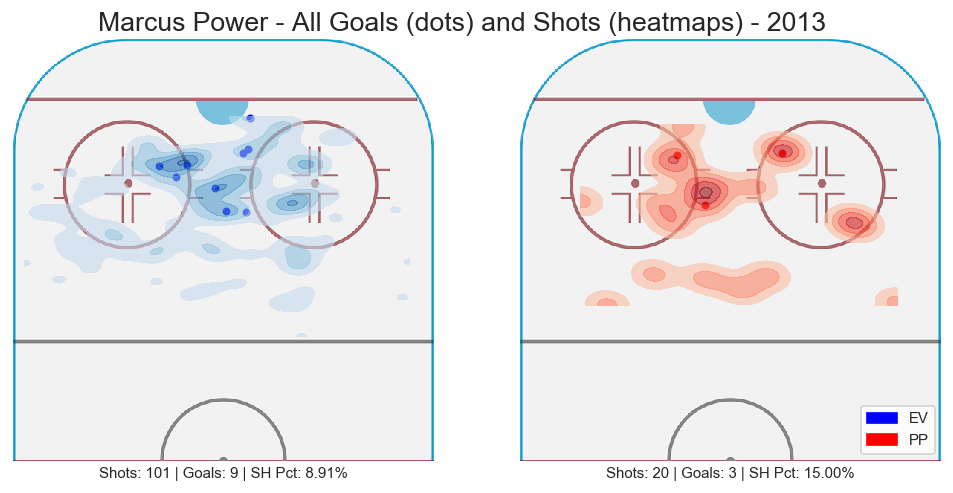 Marcus Power - All Goals (dots) and Shots (heatmaps) - 2013
EV
PP
Shots: 101 | Goals: 9 | SH Pct: 8.91%
Shots: 20 | Goals: 3 | SH Pct: 15.00%